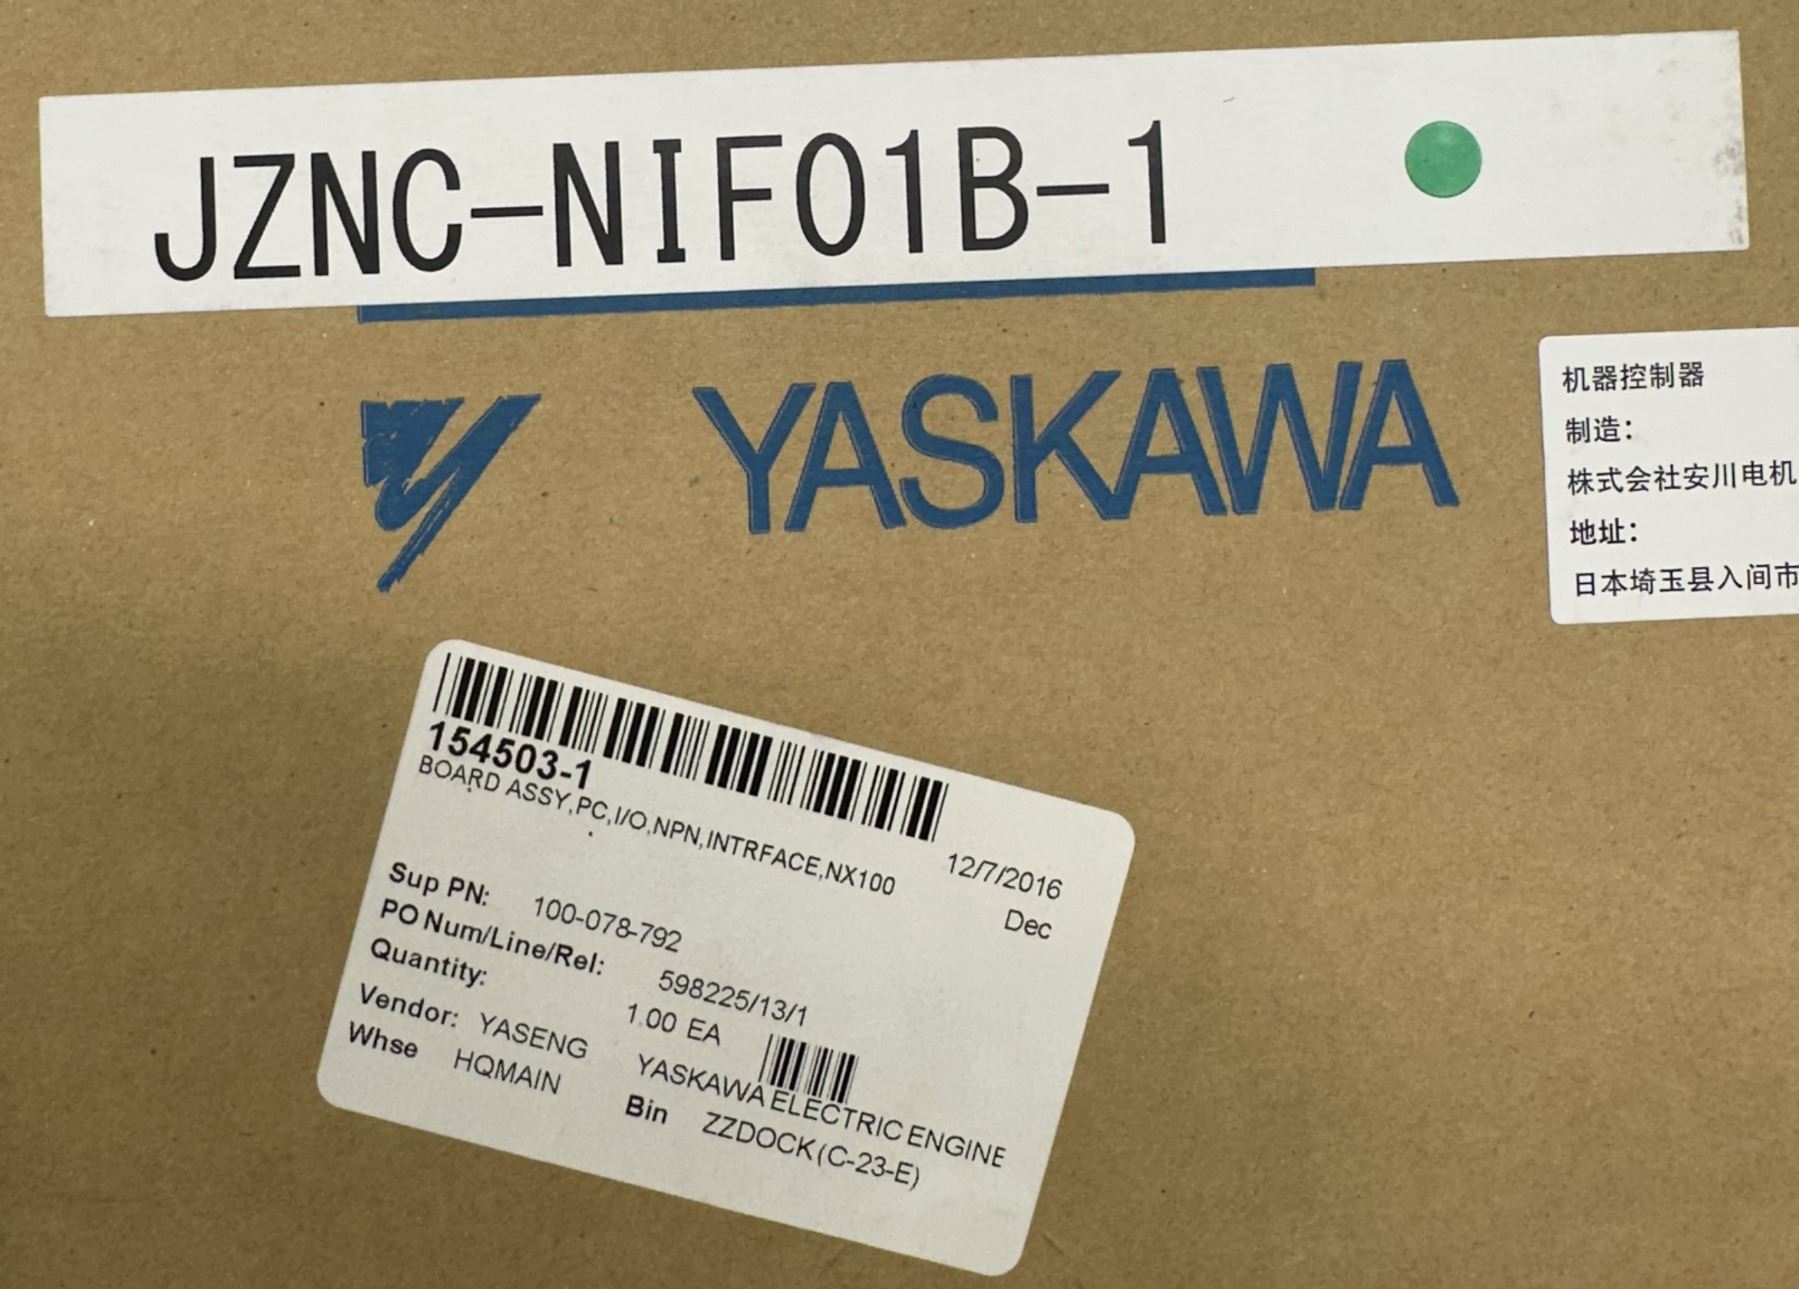 JZNC-NIF01B-1
YASKAWA
机器控制器
制造：
株式会社安川电机
地址：
日本埼玉县入间市
154503-1
BOARD ASSY,PC,I/O,NPN,INTRFACE,NX100
12/7/2016
Dec
Sup PN: 100-078-792
PO Num/Line/Rel: 598225/13/1
Quantity: 1.00 EA
Vendor: YASENG YASKAWA ELECTRIC ENGINE
Whse HQMAIN Bin ZZDOCK(C-23-E)